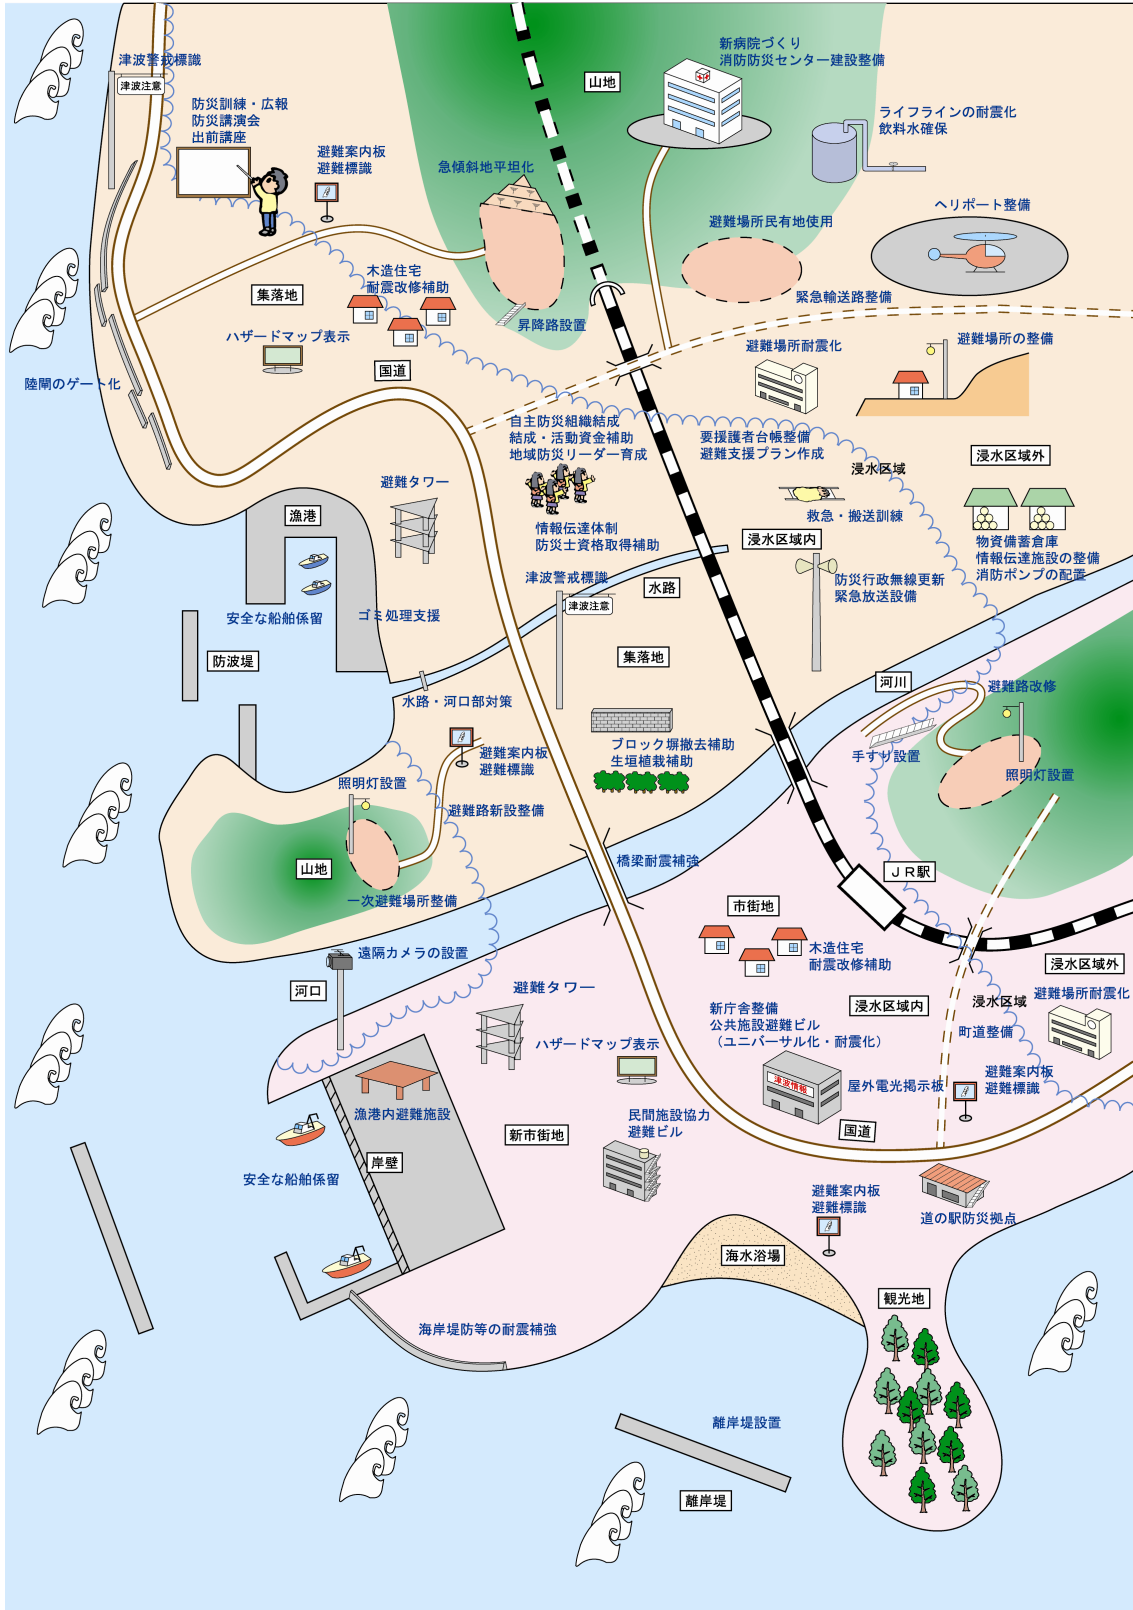 新病院づくり
消防防災センター建設整備
山地
津波警戒標識
津波注意
防災訓練・広報
防災講演会
出前講座
避難案内板
避難標識
急傾斜地平坦化
ライフラインの耐震化
飲料水確保
避難場所民有地使用
ヘリポート整備
木造住宅
耐震改修補助
集落地
昇降路設置
緊急輸送路整備
ハザードマップ表示
国道
避難場所耐震化
避難場所の整備
陸閘のゲート化
自主防災組織結成
結成・活動資金補助
地域防災リーダー育成
要援護者台帳整備
避難支援プラン作成
浸水区域
浸水区域外
避難タワー
漁港
救急・搬送訓練
情報伝達体制
防災士資格取得補助
浸水区域内
物資備蓄倉庫
情報伝達施設の整備
消防ポンプの配置
津波警戒標識
津波注意
水路
防災行政無線更新
緊急放送設備
安全な船舶係留
ゴミ処理支援
防波堤
集落地
河川
避難路改修
水路・河口部対策
手すり設置
照明灯設置
ブロック塀撤去補助
生垣植栽補助
避難案内板
避難標識
照明灯設置
避難路新設整備
山地
橋梁耐震補強
ＪＲ駅
一次避難場所整備
市街地
遠隔カメラの設置
木造住宅
耐震改修補助
浸水区域外
河口
避難タワー
新庁舎整備
公共施設避難ビル
（ユニバーサル化・耐震化）
浸水区域内
浸水区域
避難場所耐震化
町道整備
ハザードマップ表示
津波情報
屋外電光掲示板
避難案内板
避難標識
漁港内避難施設
民間施設協力
避難ビル
新市街地
国道
岸壁
安全な船舶係留
避難案内板
避難標識
道の駅防災拠点
海水浴場
観光地
海岸堤防等の耐震補強
離岸堤設置
離岸堤